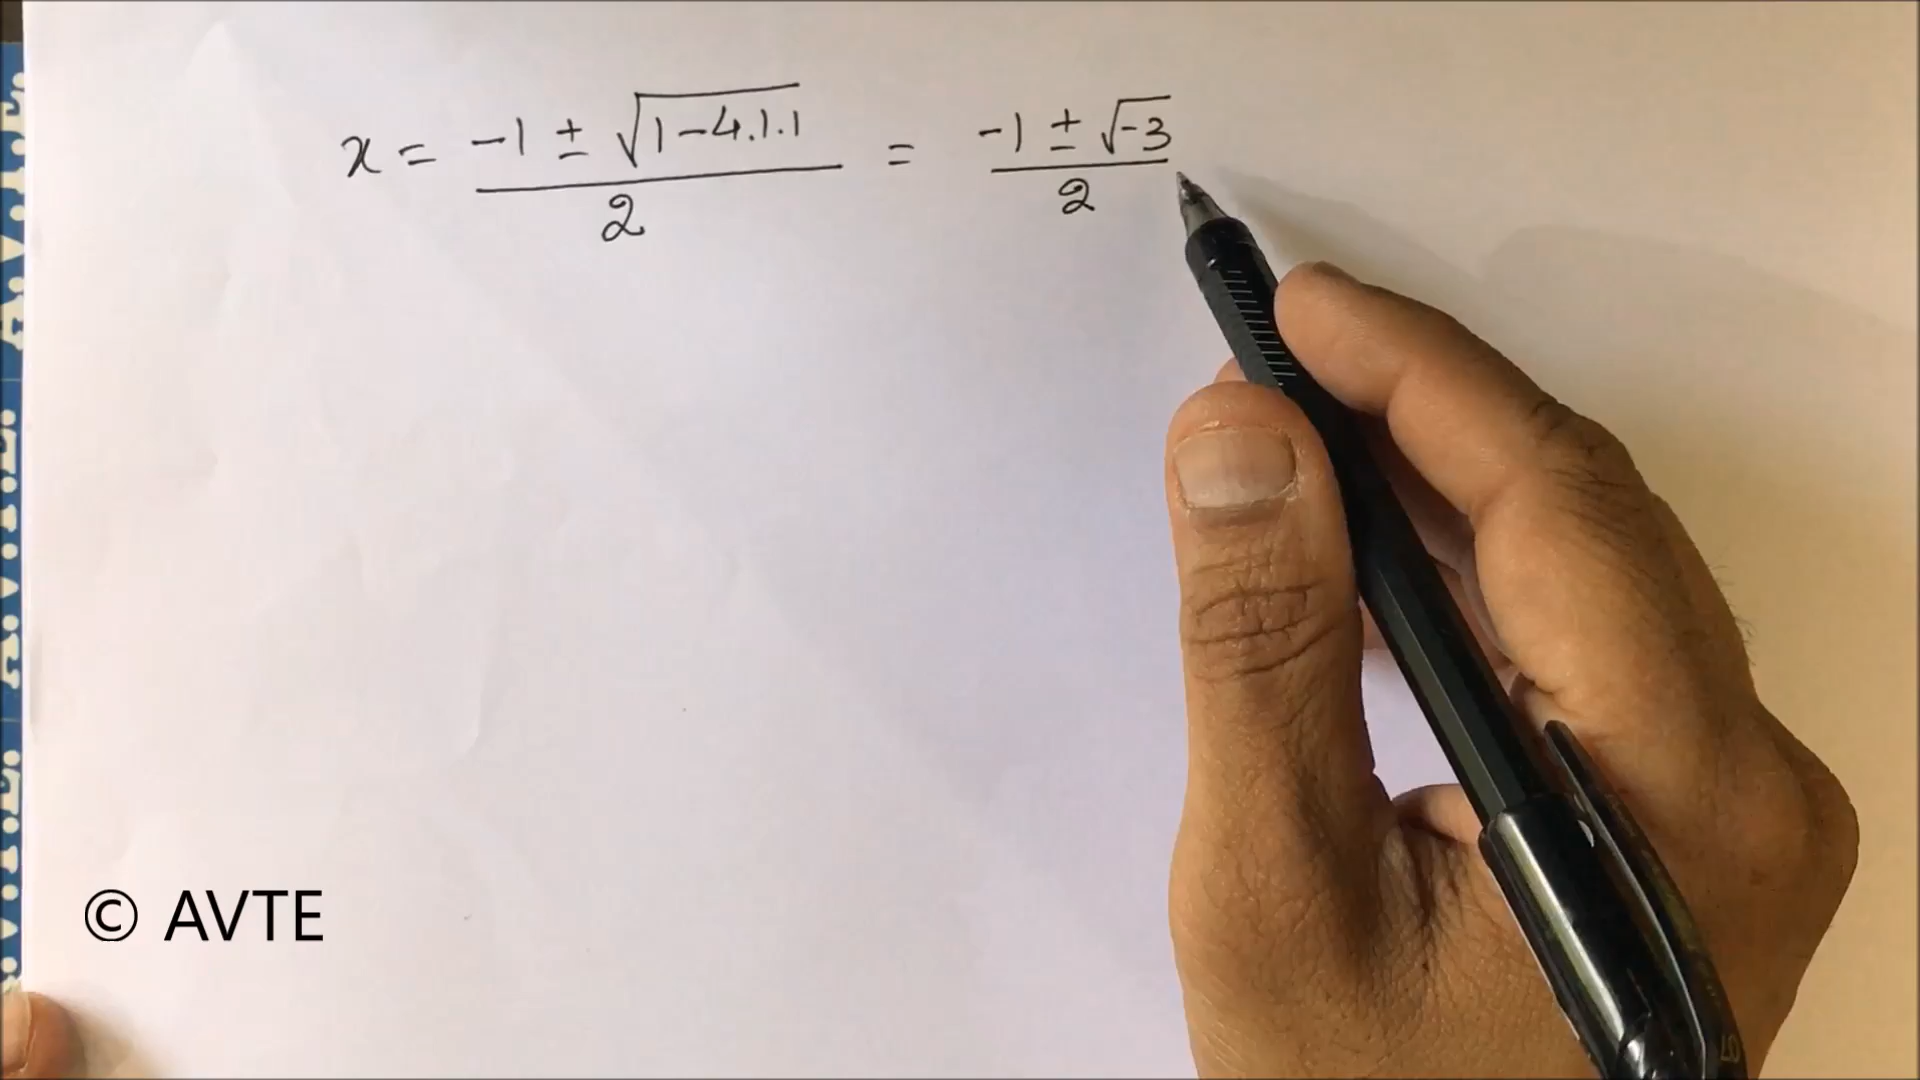 x = -1 ± √1-4.1.1 / 2 = -1 ± √-3 / 2
© AVTE